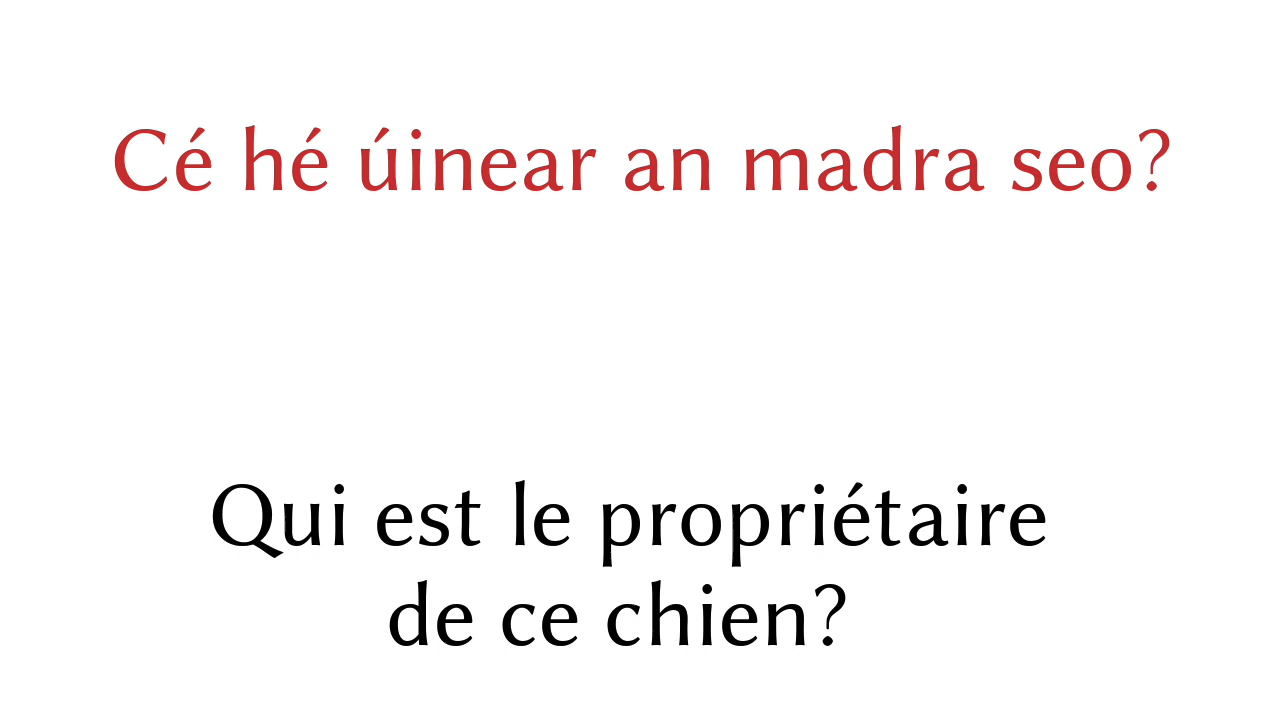 Cé hé úinear an madra seo?
Qui est le propriétaire
de ce chien?